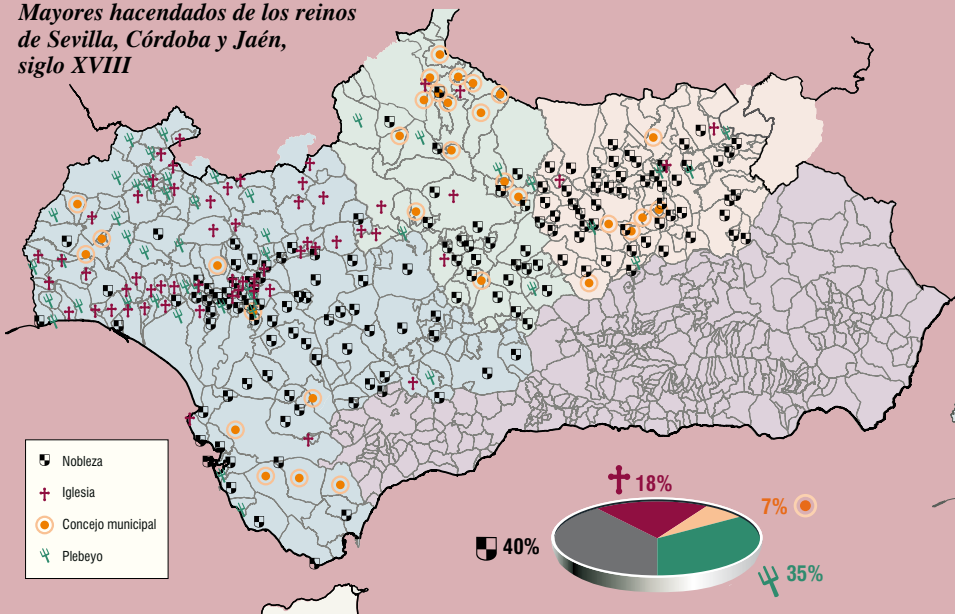 Mayores hacendados de los reinos
de Sevilla, Córdoba y Jaén,
siglo XVIII
Nobleza
Iglesia
Concejo municipal
Plebeyo
18%
7%
40%
35%